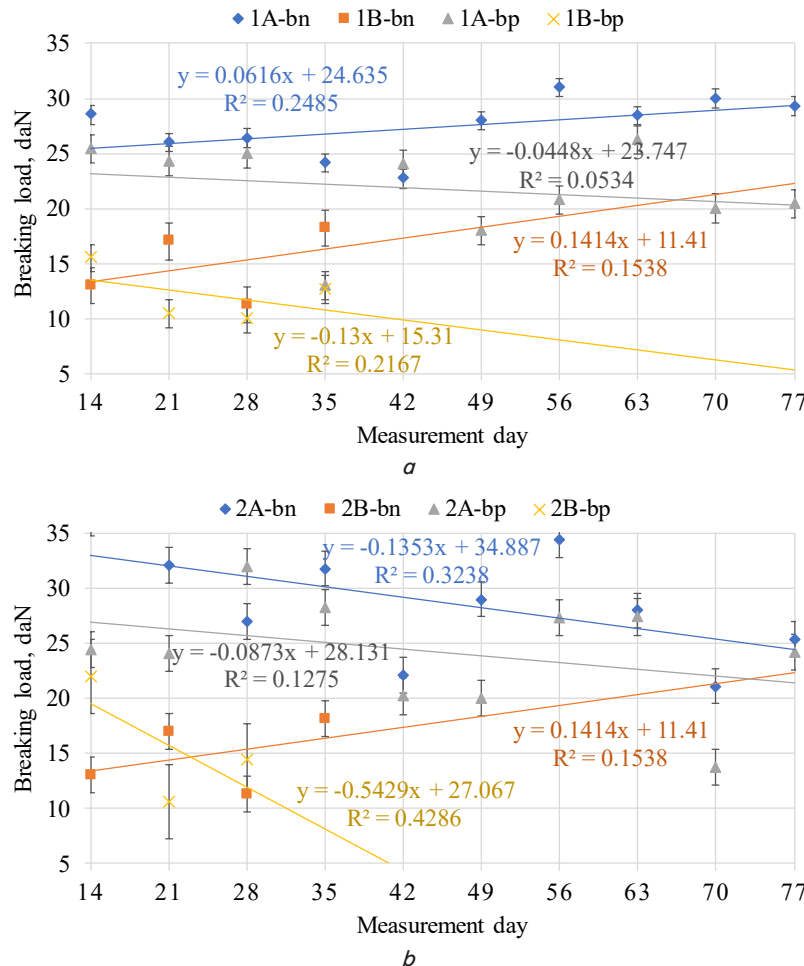 1A-bn 1B-bn 1A-bp 1B-bp
35
30
25
20
15
10
5
Breaking load, daN
y = 0.0616x + 24.635
R² = 0.2485
y = -0.0448x + 23.747
R² = 0.0534
y = 0.1414x + 11.41
R² = 0.1538
y = -0.13x + 15.31
R² = 0.2167
14 21 28 35 42 49 56 63 70 77
Measurement day
a
2A-bn 2B-bn 2A-bp 2B-bp
35
30
25
20
15
10
5
Breaking load, daN
y = -0.1353x + 34.887
R² = 0.3238
y = -0.0873x + 28.131
R² = 0.1275
y = 0.1414x + 11.41
R² = 0.1538
y = -0.5429x + 27.067
R² = 0.4286
14 21 28 35 42 49 56 63 70 77
Measurement day
b